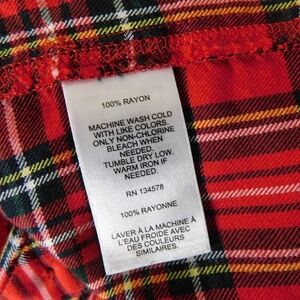 100% RAYON
MACHINE WASH COLD
WITH LIKE COLORS.
ONLY NON-CHLORINE
BLEACH WHEN
NEEDED.
TUMBLE DRY LOW.
WARM IRON IF
NEEDED.
RN 134578
100% RAYONNE
LAVER À LA MACHINE À
L'EAU FROIDE AVEC
DES COULEURS
SIMILAIRES.